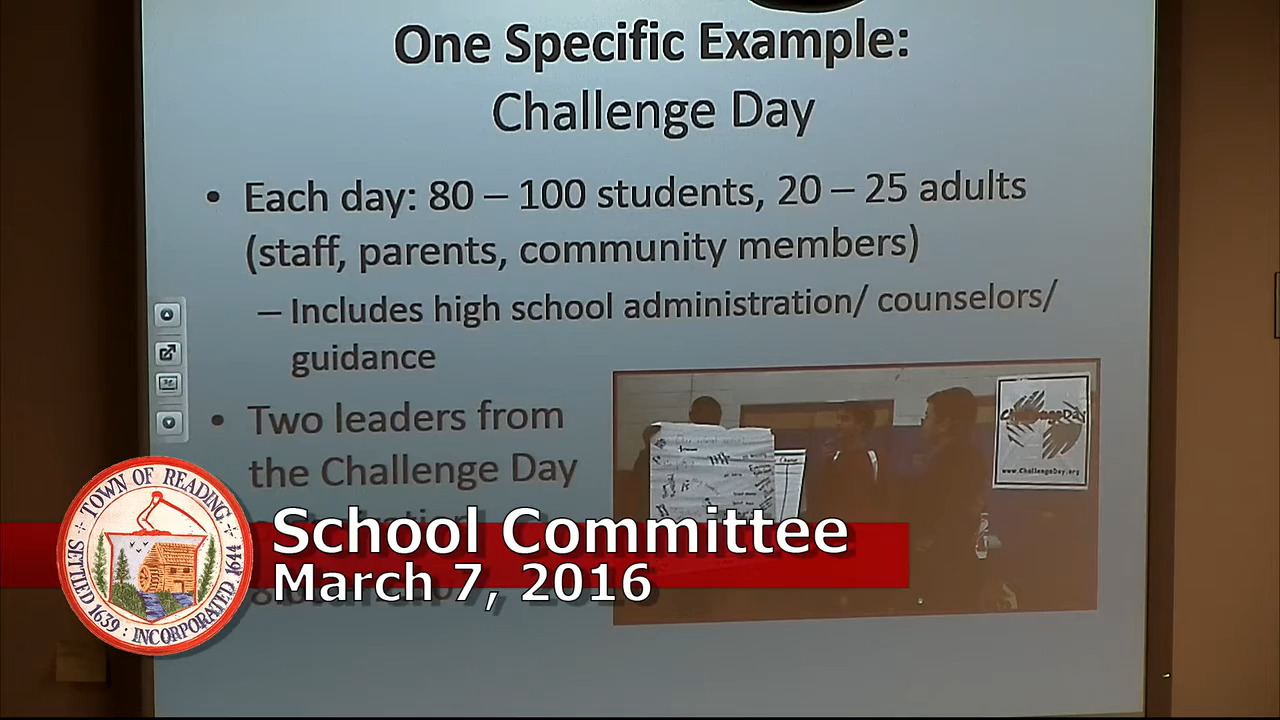 One Specific Example:
Challenge Day
• Each day: 80 – 100 students, 20 – 25 adults
(staff, parents, community members)
– Includes high school administration/ counselors/
guidance
• Two leaders from
the Challenge Day
ChallengeDay
www.ChallengeDay.org
TOWN OF READING
SETTLED 1639 : INCORPORATED 1644
School Committee
March 7, 2016